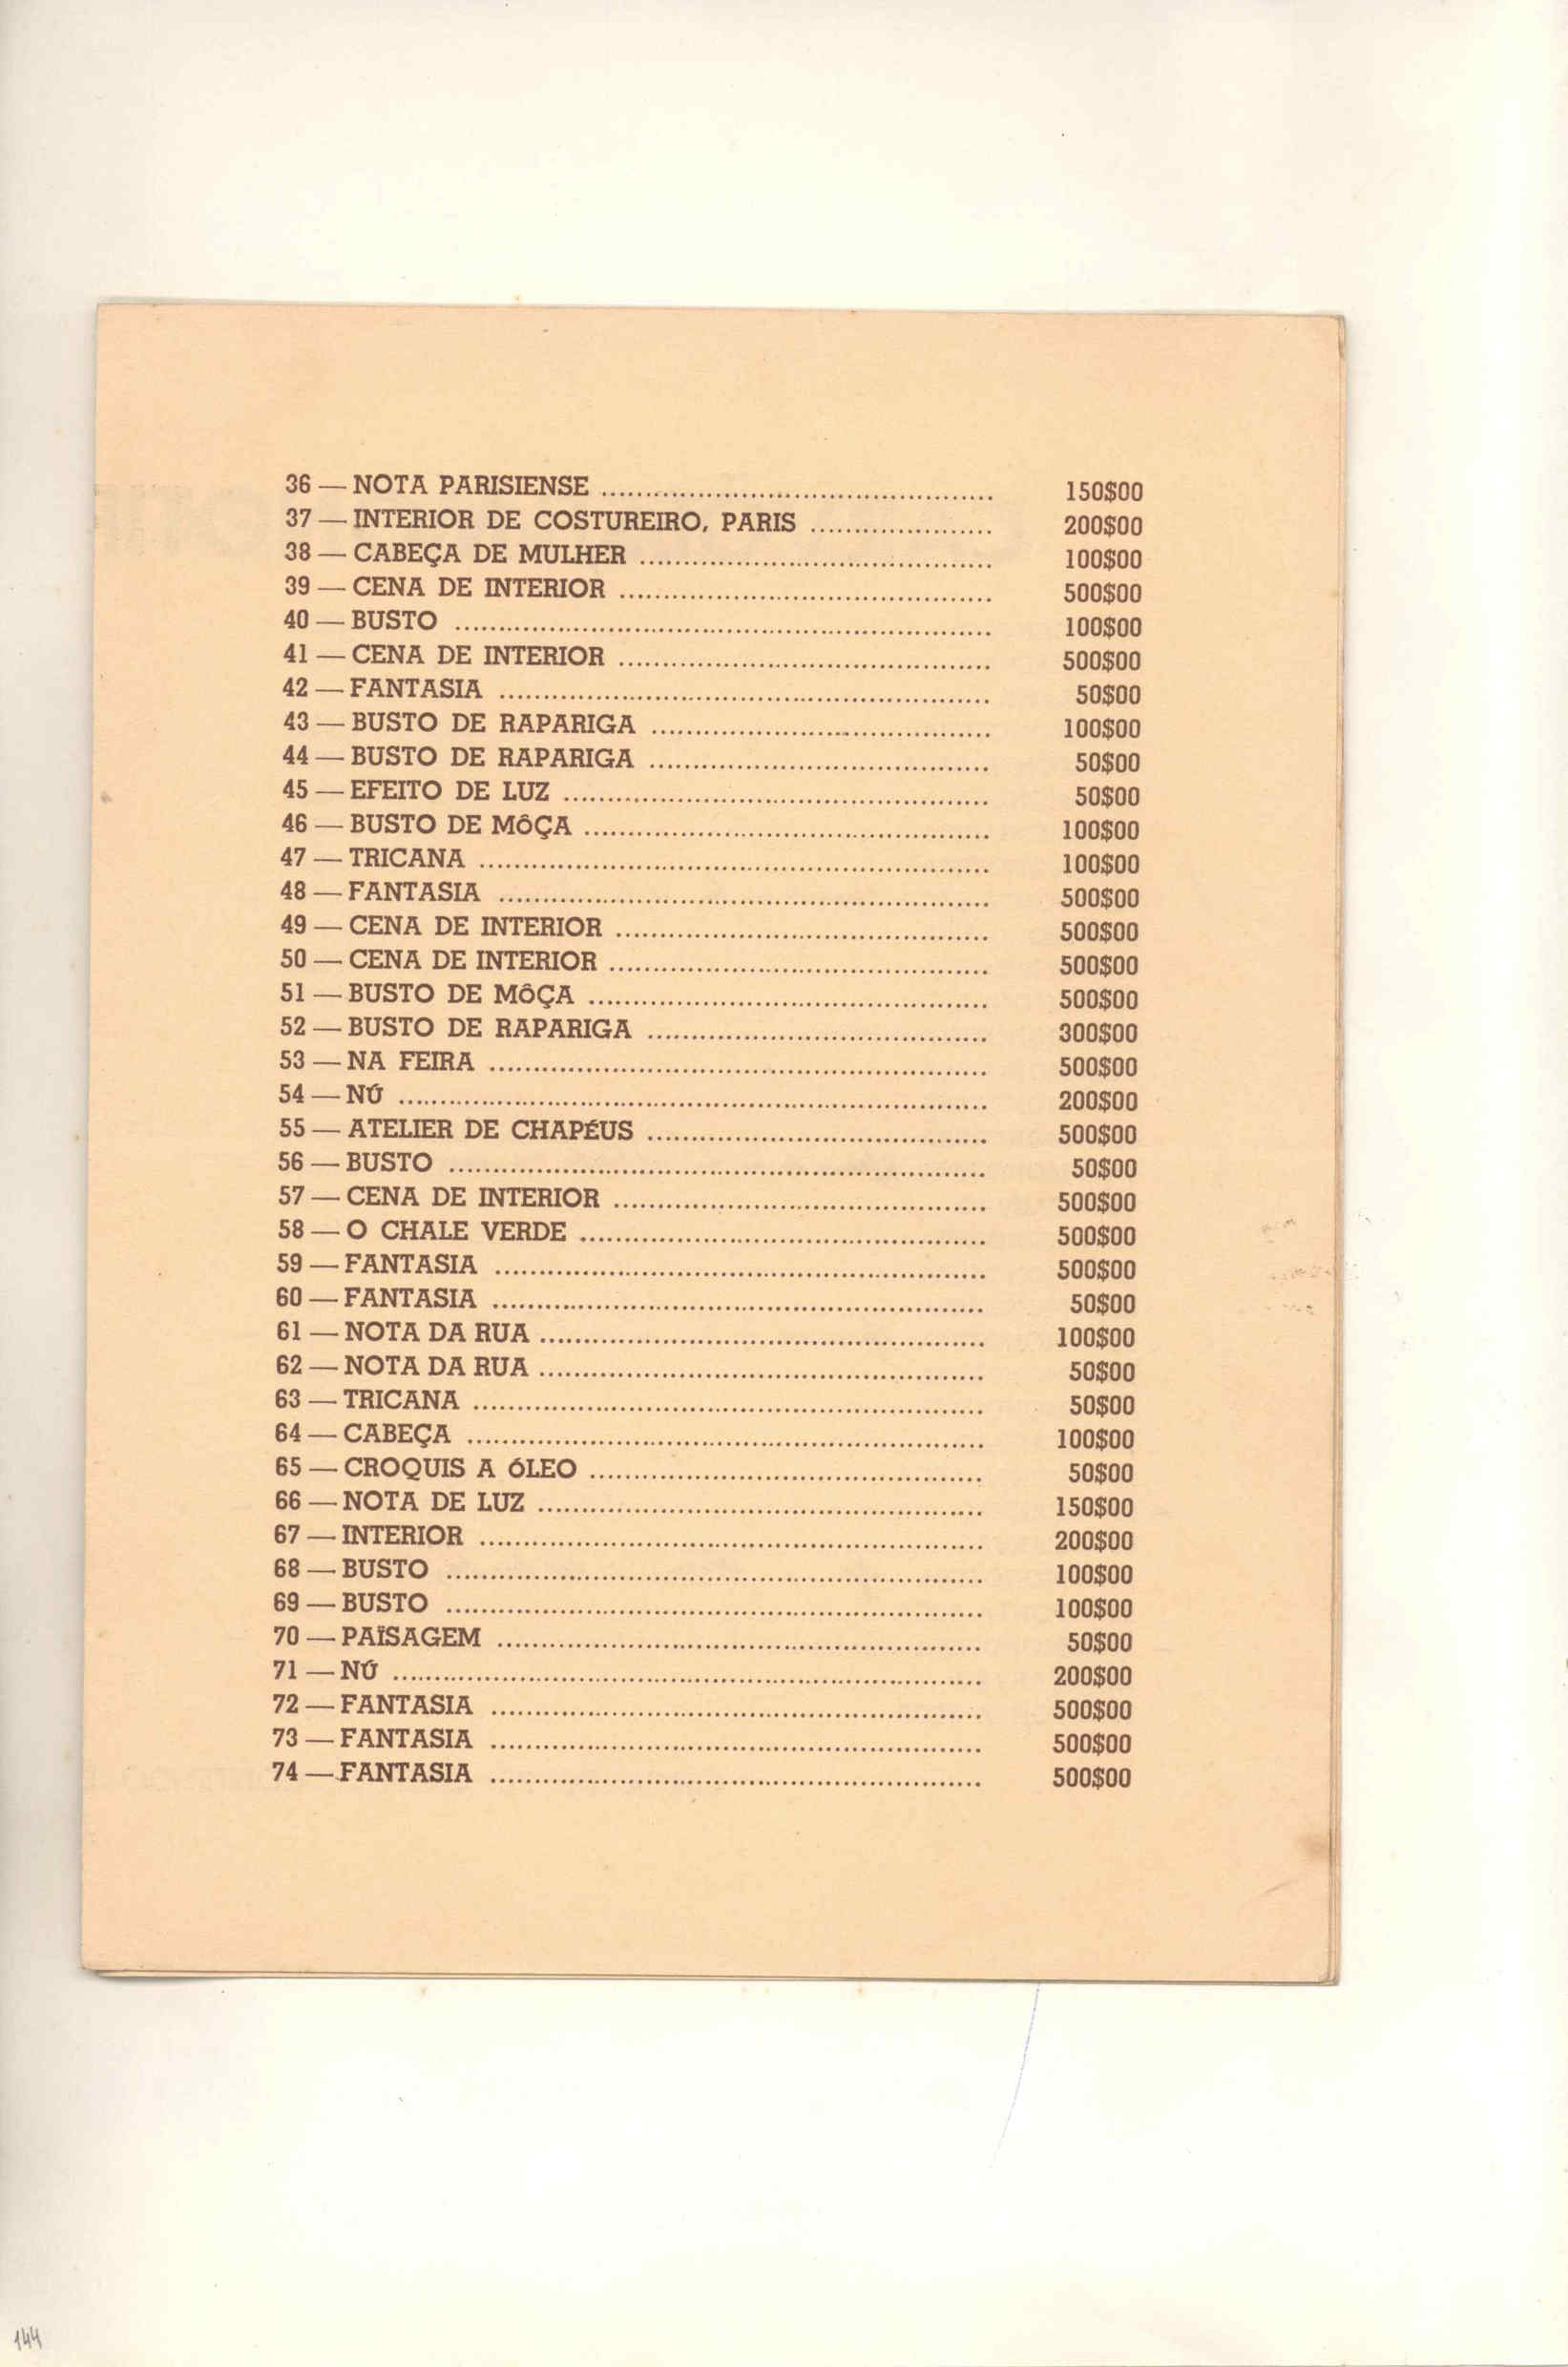 36 — NOTA PARISIENSE ............................................. 150$00
37 — INTERIOR DE COSTUREIRO, PARIS ..................... 200$00
38 — CABEÇA DE MULHER ......................................... 100$00
39 — CENA DE INTERIOR ........................................... 500$00
40 — BUSTO .............................................................. 100$00
41 — CENA DE INTERIOR ........................................... 500$00
42 — FANTASIA ......................................................... 50$00
43 — BUSTO DE RAPARIGA ....................................... 100$00
44 — BUSTO DE RAPARIGA ....................................... 50$00
45 — EFEITO DE LUZ ................................................. 50$00
46 — BUSTO DE MÔÇA ............................................... 100$00
47 — TRICANA ........................................................... 100$00
48 — FANTASIA ......................................................... 500$00
49 — CENA DE INTERIOR ........................................... 500$00
50 — CENA DE INTERIOR ............................................ 500$00
51 — BUSTO DE MÔÇA .............................................. 500$00
52 — BUSTO DE RAPARIGA ....................................... 300$00
53 — NA FEIRA .......................................................... 500$00
54 — NÚ .................................................................... 200$00
55 — ATELIER DE CHAPÉUS ....................................... 500$00
56 — BUSTO .............................................................. 50$00
57 — CENA DE INTERIOR ........................................... 500$00
58 — O CHALE VERDE ............................................... 500$00
59 — FANTASIA ......................................................... 500$00
60 — FANTASIA ......................................................... 50$00
61 — NOTA DA RUA ................................................... 100$00
62 — NOTA DA RUA ................................................... 50$00
63 — TRICANA ........................................................... 50$00
64 — CABEÇA ............................................................ 100$00
65 — CROQUIS A ÓLEO ............................................. 50$00
66 — NOTA DE LUZ ................................................... 150$00
67 — INTERIOR .......................................................... 200$00
68 — BUSTO .............................................................. 100$00
69 — BUSTO .............................................................. 100$00
70 — PAÏSAGEM ........................................................ 50$00
71 — NÚ .................................................................... 200$00
72 — FANTASIA ......................................................... 500$00
73 — FANTASIA ......................................................... 500$00
74 — FANTASIA ......................................................... 500$00
144